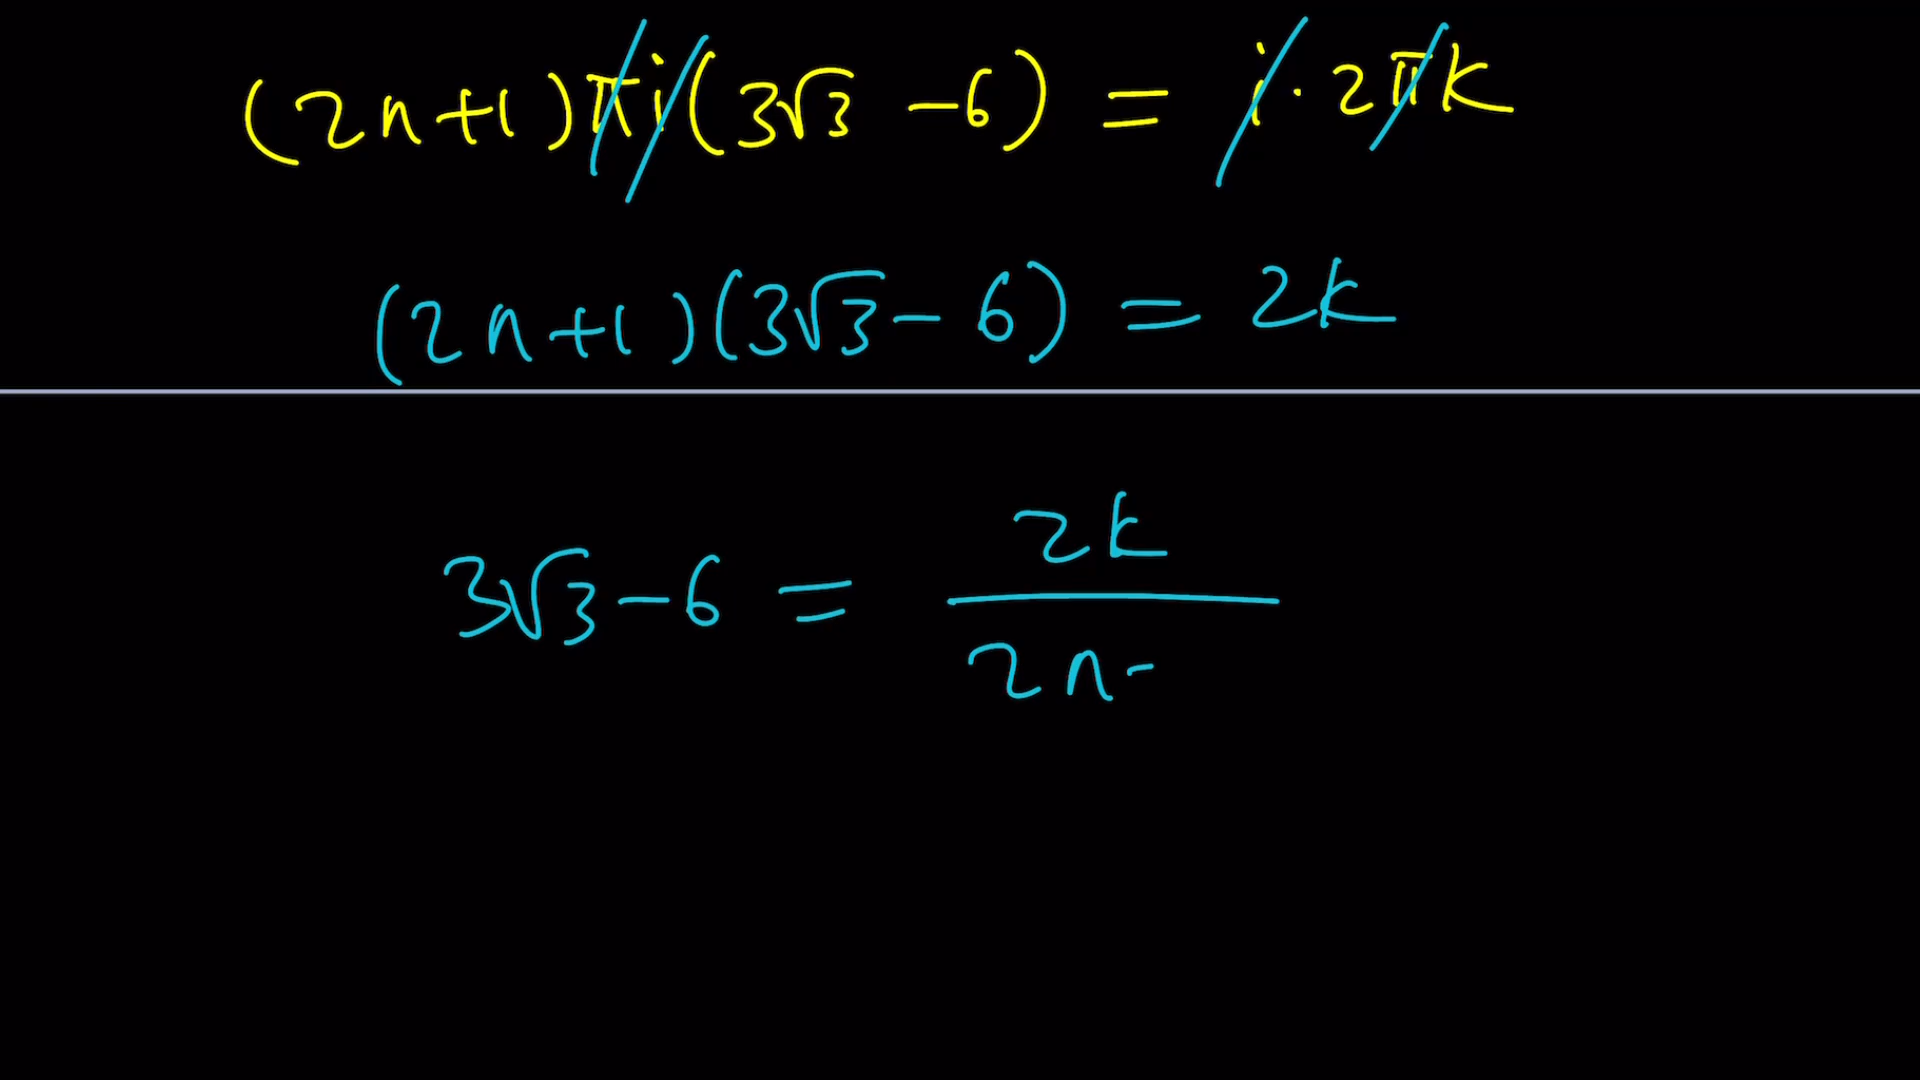 (2n+1)πi(3√3 -6) = i·2πk
(2n+1)(3√3-6) = 2k
3√3-6 = 2k
2n-